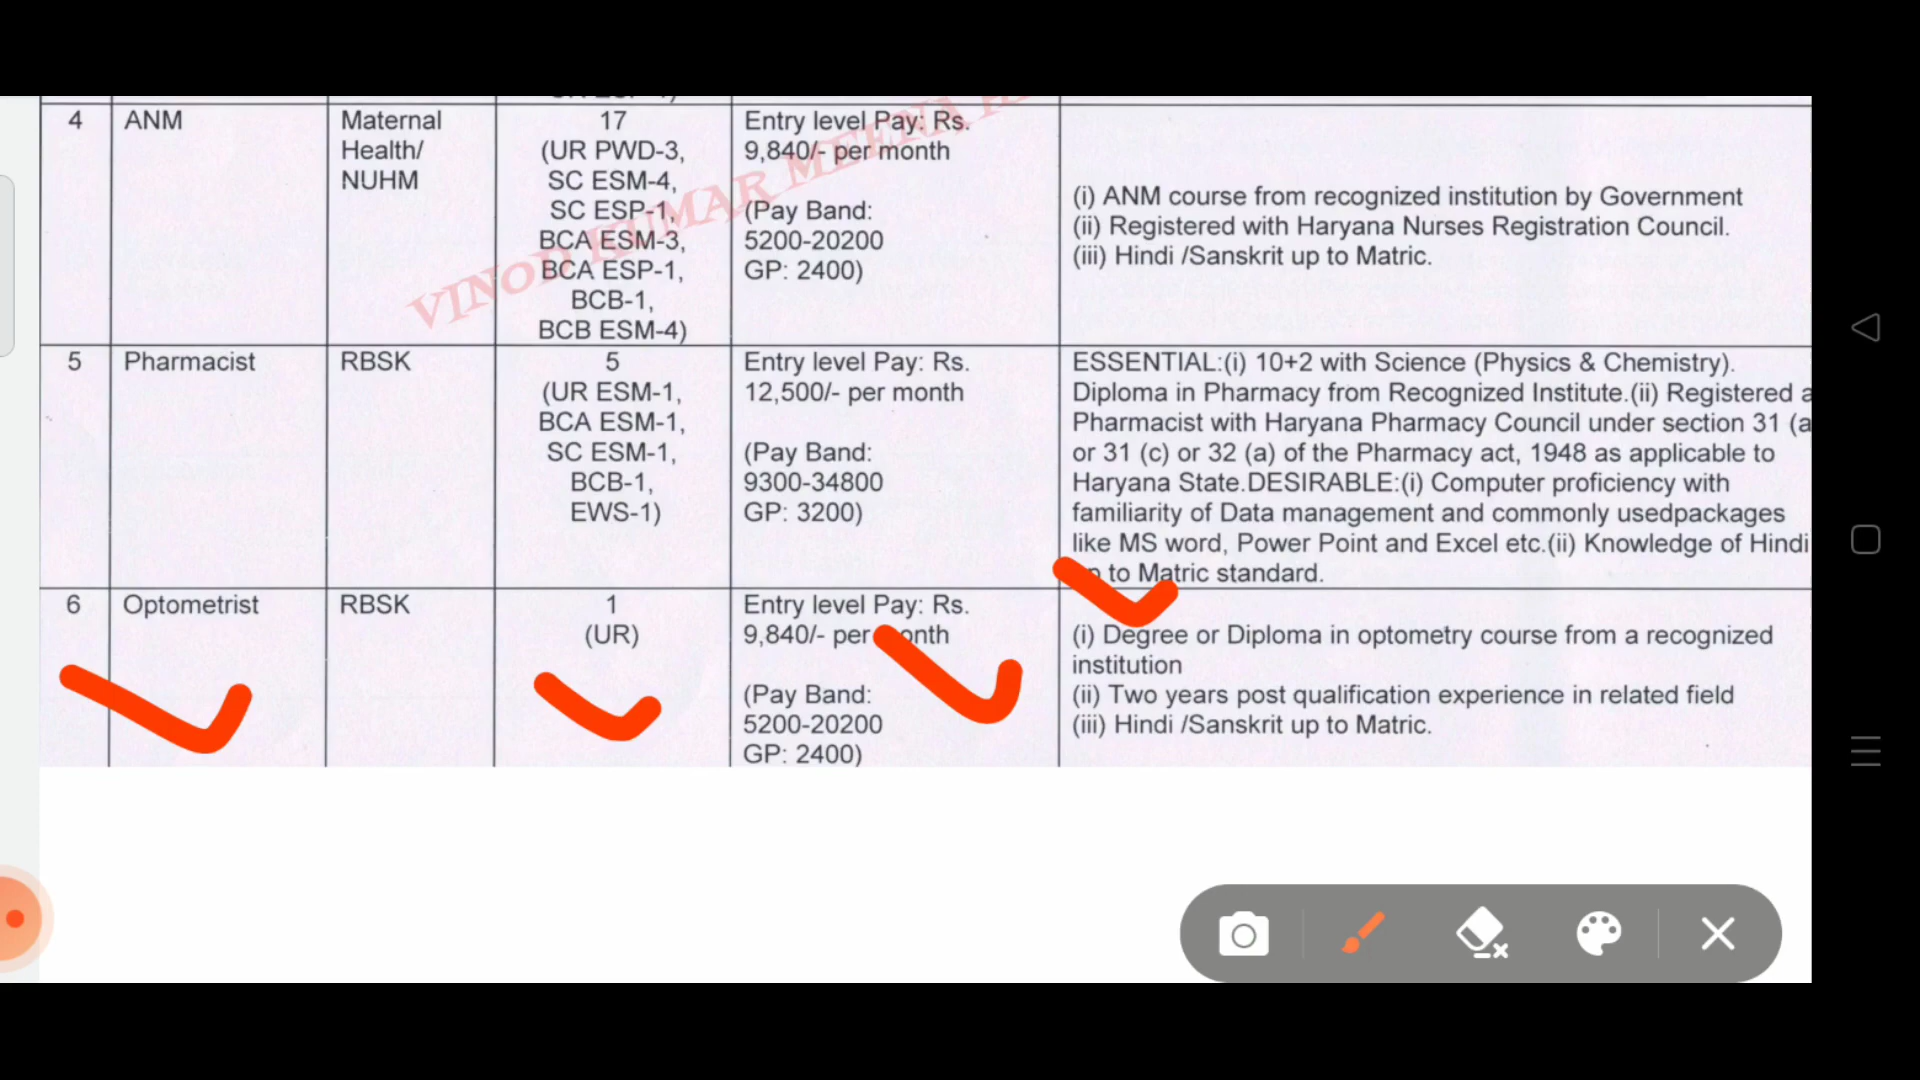 4
ANM
Maternal
Health/
NUHM
17
(UR PWD-3,
SC ESM-4,
SC ESP-1,
BCA ESM-3,
BCA ESP-1,
BCB-1,
BCB ESM-4)
Entry level Pay: Rs.
9,840/- per month
(Pay Band:
5200-20200
GP: 2400)
(i) ANM course from recognized institution by Government
(ii) Registered with Haryana Nurses Registration Council.
(iii) Hindi /Sanskrit up to Matric.
VINOD KUMAR MEENA
5
Pharmacist
RBSK
5
(UR ESM-1,
BCA ESM-1,
SC ESM-1,
BCB-1,
EWS-1)
Entry level Pay: Rs.
12,500/- per month
(Pay Band:
9300-34800
GP: 3200)
ESSENTIAL:(i) 10+2 with Science (Physics & Chemistry).
Diploma in Pharmacy from Recognized Institute.(ii) Registered a
Pharmacist with Haryana Pharmacy Council under section 31 (a
or 31 (c) or 32 (a) of the Pharmacy act, 1948 as applicable to
Haryana State.DESIRABLE:(i) Computer proficiency with
familiarity of Data management and commonly usedpackages
like MS word, Power Point and Excel etc.(ii) Knowledge of Hindi
to Matric standard.
6
Optometrist
RBSK
1
(UR)
Entry level Pay: Rs.
9,840/- per month
(Pay Band:
5200-20200
GP: 2400)
(i) Degree or Diploma in optometry course from a recognized
institution
(ii) Two years post qualification experience in related field
(iii) Hindi /Sanskrit up to Matric.